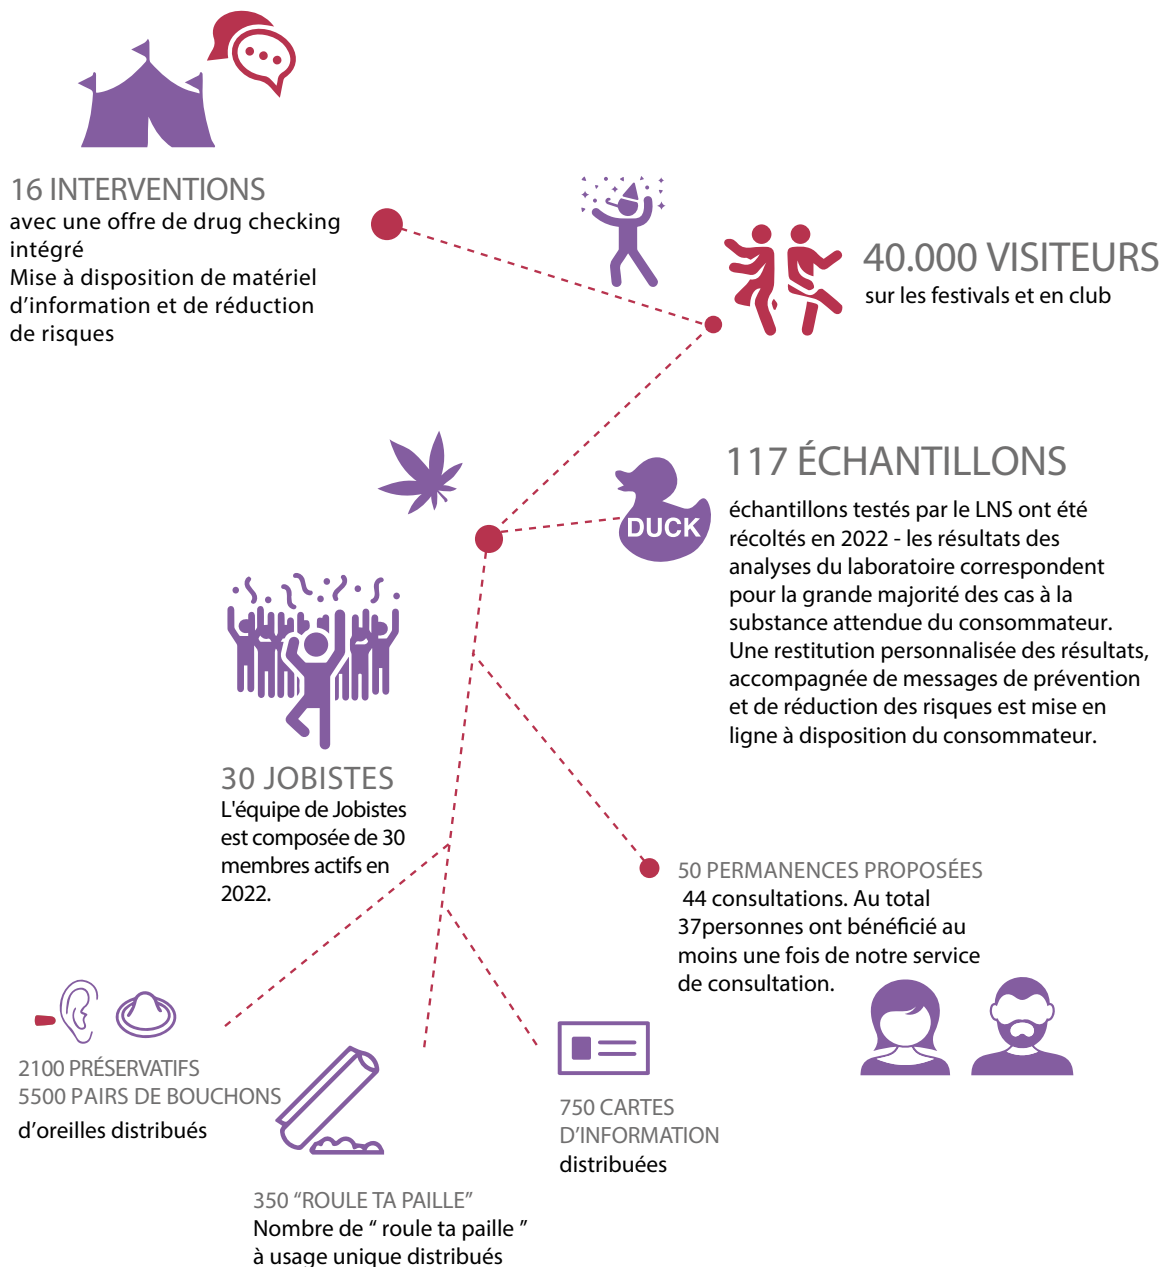 16 INTERVENTIONS
avec une offre de drug checking
intégré
Mise à disposition de matériel
d’information et de réduction
de risques
40.000 VISITEURS
sur les festivals et en club
117 ÉCHANTILLONS
échantillons testés par le LNS ont été
récoltés en 2022 - les résultats des
analyses du laboratoire correspondent
pour la grande majorité des cas à la
substance attendue du consommateur.
Une restitution personnalisée des résultats,
accompagnée de messages de prévention
et de réduction des risques est mise en
ligne à disposition du consommateur.
DUCK
30 JOBISTES
L'équipe de Jobistes
est composée de 30
membres actifs en
2022.
50 PERMANENCES PROPOSÉES
44 consultations. Au total
37personnes ont bénéficié au
moins une fois de notre service
de consultation.
2100 PRÉSERVATIFS
5500 PAIRS DE BOUCHONS
d’oreilles distribués
750 CARTES
D’INFORMATION
distribuées
350 “ROULE TA PAILLE”
Nombre de “ roule ta paille ”
à usage unique distribués